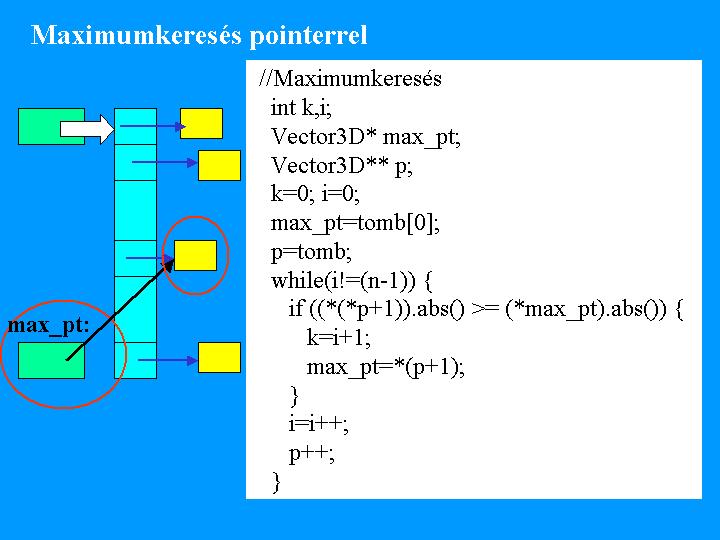 Maximumkeresés pointerrel
//Maximumkeresés
int k,i;
Vector3D* max_pt;
Vector3D** p;
k=0; i=0;
max_pt=tomb[0];
p=tomb;
while(i!=(n-1)) {
if ((*(*p+1)).abs() >= (*max_pt).abs()) {
k=i+1;
max_pt=*(p+1);
}
i=i++;
p++;
}
max_pt: